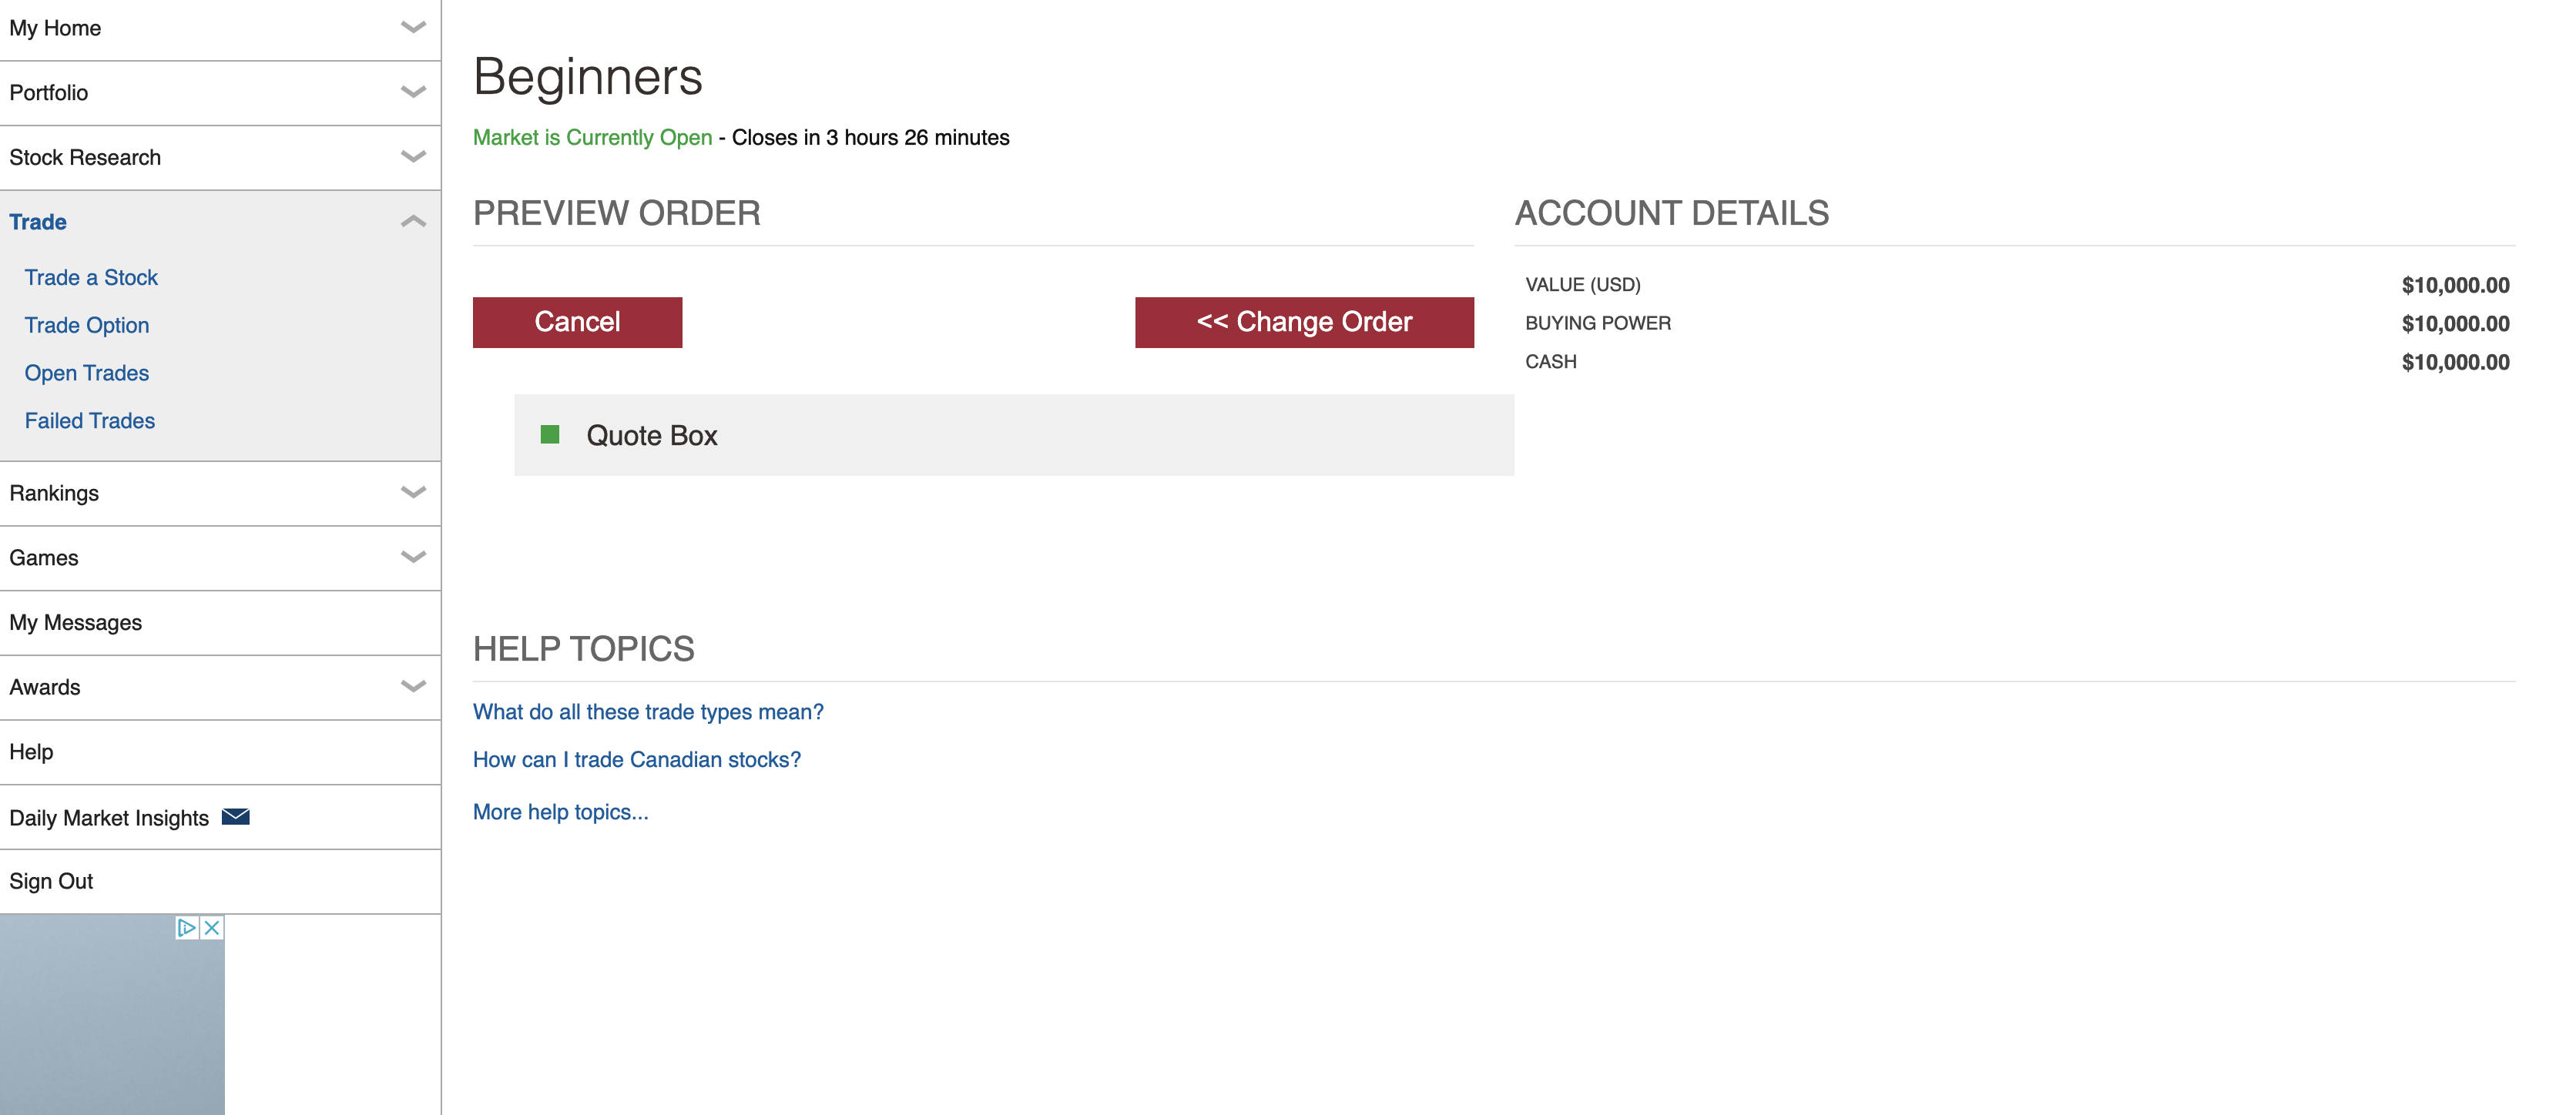 My Home
Portfolio
Stock Research
Trade
Trade a Stock
Trade Option
Open Trades
Failed Trades
Rankings
Games
My Messages
Awards
Help
Daily Market Insights
Sign Out
Beginners
Market is Currently Open - Closes in 3 hours 26 minutes
PREVIEW ORDER
Cancel
<< Change Order
Quote Box
ACCOUNT DETAILS
VALUE (USD) $10,000.00
BUYING POWER $10,000.00
CASH $10,000.00
HELP TOPICS
What do all these trade types mean?
How can I trade Canadian stocks?
More help topics...